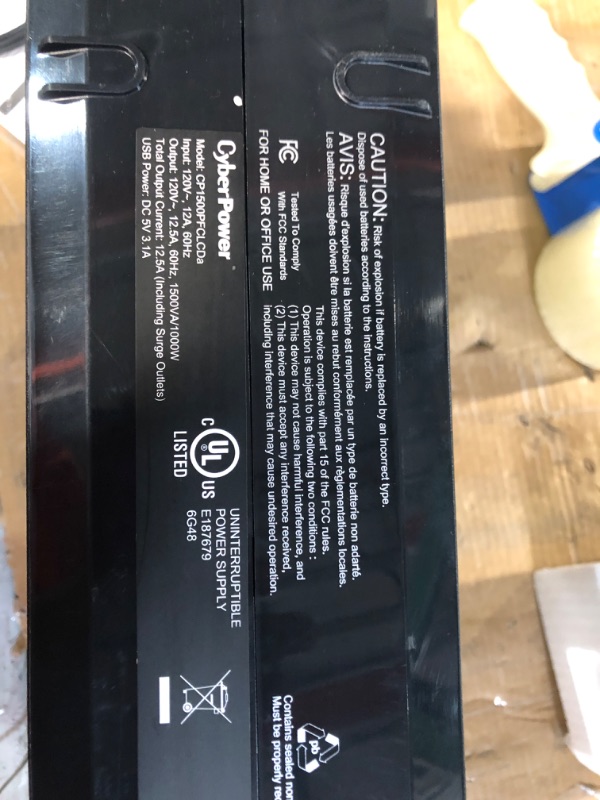 CAUTION: Risk of explosion if battery is replaced by an incorrect type.
Dispose of used batteries according to the instructions.
AVIS: Risque d'explosion si la batterie est remplacée par un type de batterie non adarté.
Les batteries usagées doivent être mises au rebut conformément aux règlementations locales.
FC
Tested To Comply
With FCC Standards
FOR HOME OR OFFICE USE
This device complies with part 15 of the FCC rules.
Operation is subject to the following two conditions :
(1) This device may not cause harmful interference, and
(2) This device must accept any interference received,
including interference that may cause undesired operation.
Pb
Contains sealed non
Must be properly rec
CyberPower
Model: CP1500PFCLCDa
Input: 120V~, 12A, 60Hz
Output: 120V~, 12.5A, 60Hz, 1500VA/1000W
Total Output Current: 12.5A (Including Surge Outlets)
USB Power: DC 5V 3.1A
C UL ® US
LISTED
UNINTERRUPTIBLE
POWER SUPPLY
E187679
6G48